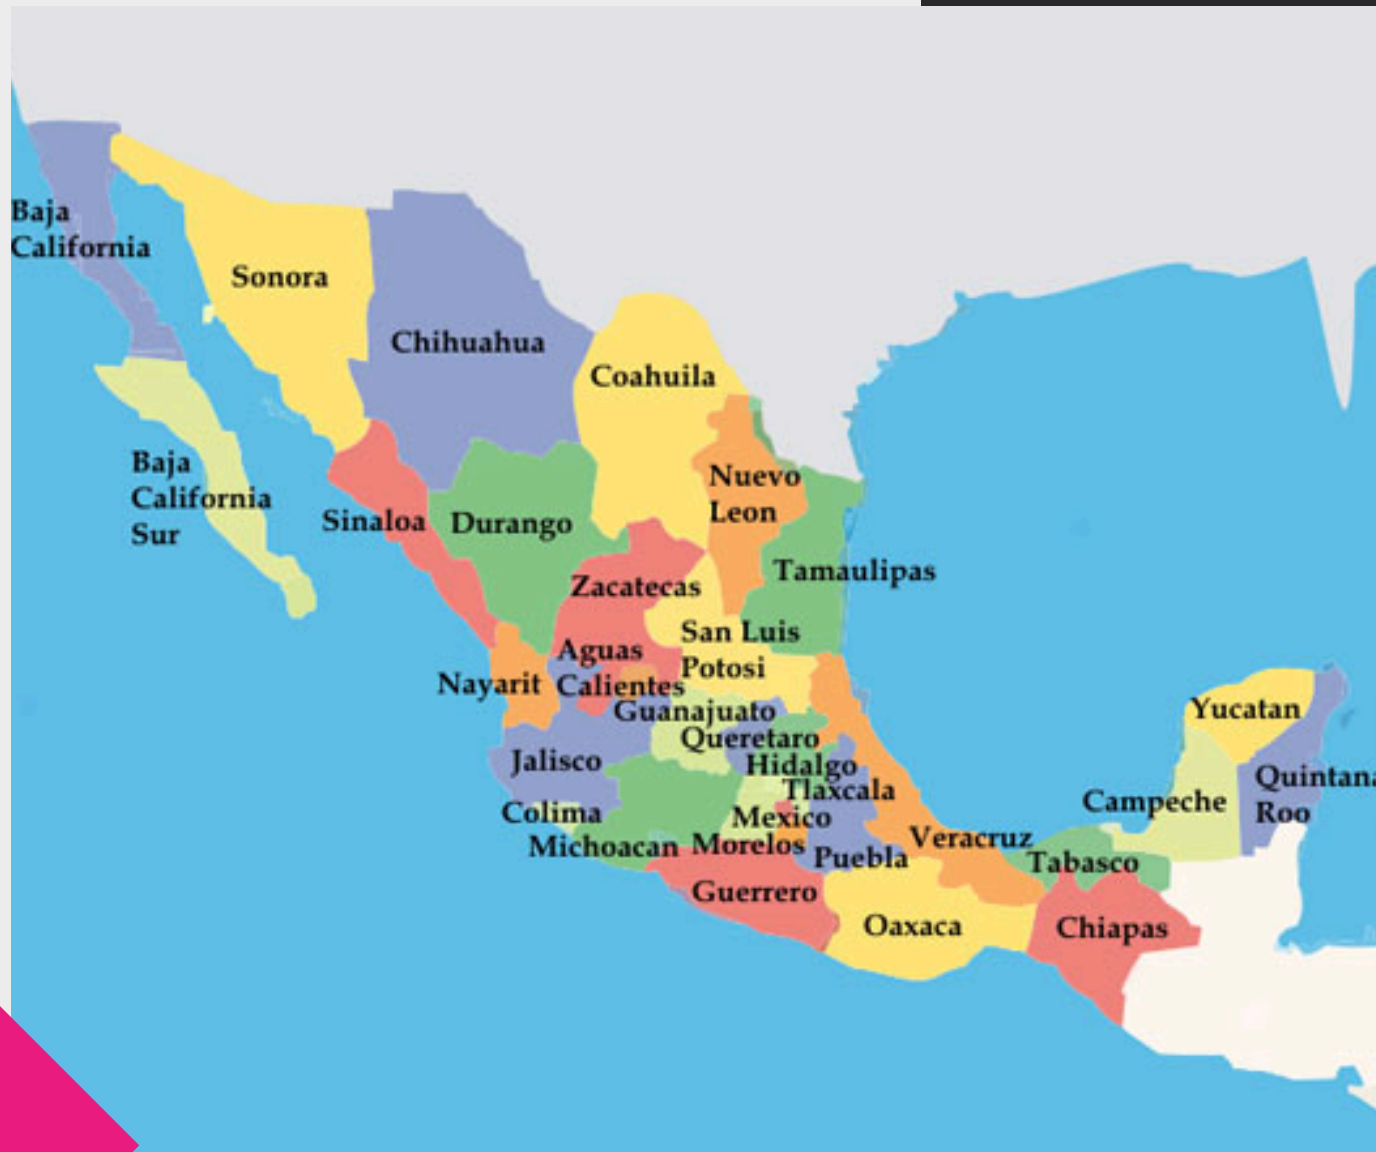 Baja
California
Sonora
Chihuahua
Coahuila
Baja
California
Sur
Nuevo
Leon
Sinaloa
Durango
Tamaulipas
Zacatecas
San Luis
Potosi
Aguas
Calientes
Nayarit
Guanajuato
Yucatan
Queretaro
Jalisco
Hidalgo
Quintana
Roo
Tlaxcala
Campeche
Colima
Mexico
Michoacan
Morelos
Veracruz
Puebla
Tabasco
Guerrero
Oaxaca
Chiapas